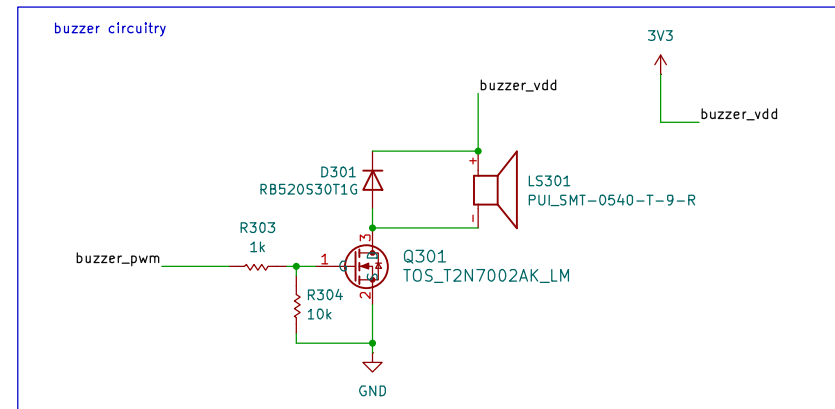 buzzer circuitry
3V3
buzzer_vdd
buzzer_vdd
D301
RB520S30T1G
+
LS301
PUI_SMT-0540-T-9-R
-
R303
1k
buzzer_pwm
3
D
1
G
Q301
TOS_T2N7002AK_LM
S
2
R304
10k
GND